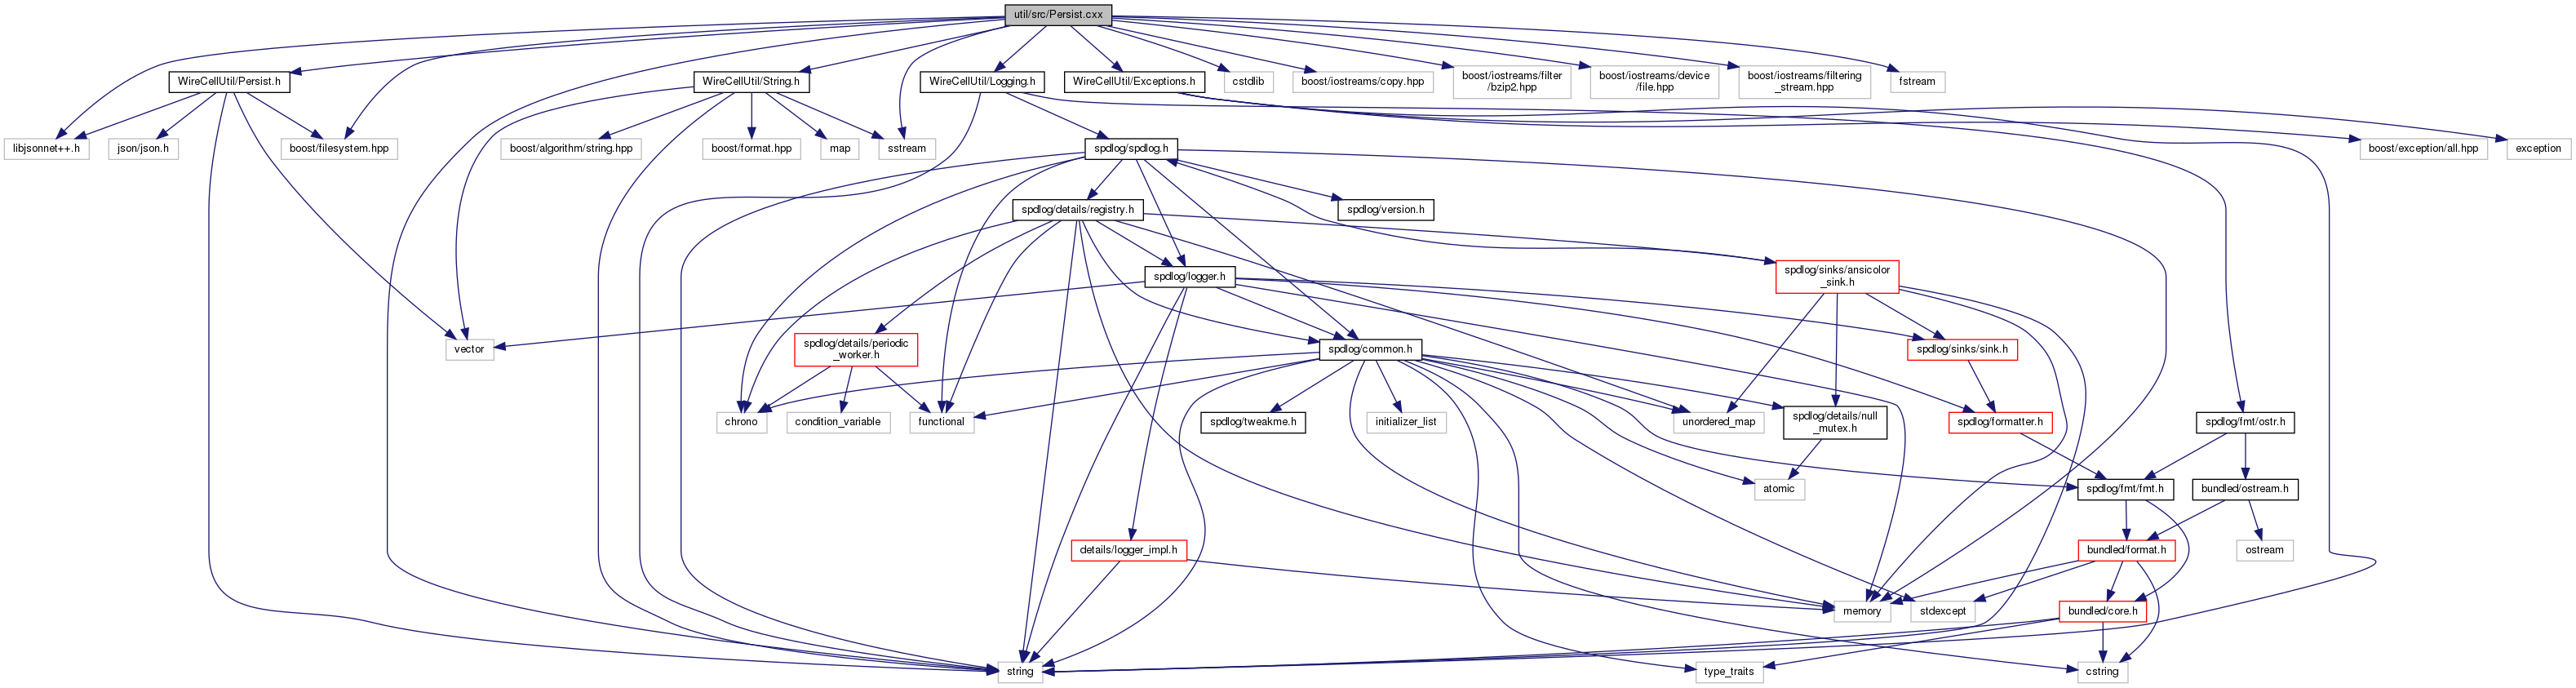 util/src/Persist.cxx
WireCellUtil/Persist.h
WireCellUtil/String.h
WireCellUtil/Logging.h
WireCellUtil/Exceptions.h
cstdlib
boost/iostreams/copy.hpp
boost/iostreams/filter
/bzip2.hpp
boost/iostreams/device
/file.hpp
boost/iostreams/filtering
_stream.hpp
fstream
libjsonnet++.h
json/json.h
boost/filesystem.hpp
boost/algorithm/string.hpp
boost/format.hpp
map
sstream
spdlog/spdlog.h
boost/exception/all.hpp
exception
spdlog/details/registry.h
spdlog/version.h
spdlog/logger.h
spdlog/sinks/ansicolor
_sink.h
vector
spdlog/details/periodic
_worker.h
spdlog/common.h
spdlog/sinks/sink.h
chrono
condition_variable
functional
spdlog/tweakme.h
initializer_list
unordered_map
spdlog/details/null
_mutex.h
spdlog/formatter.h
spdlog/fmt/ostr.h
atomic
spdlog/fmt/fmt.h
bundled/ostream.h
details/logger_impl.h
bundled/format.h
ostream
memory
stdexcept
bundled/core.h
string
type_traits
cstring